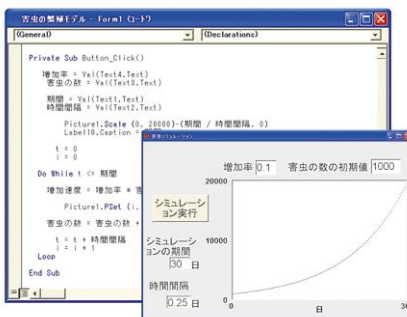 害虫の繁殖モデル - Form1 (コード)
(General) (Declarations)
Private Sub Button_Click()
増加率 = Val(Text4.Text)
害虫の数 = Val(Text3.Text)
期間 = Val(Text1.Text)
時間間隔 = Val(Text2.Text)
Picture1.Scale (0, 20000)-(期間 / 時間間隔, 0)
Label10.Caption =
t = 0
i = 0
Do While t <= 期間
増加速度 = 増加率 * 害
Picture1.PSet (i,
害虫の数 = 害虫の数 +
t = t + 時間間隔
i = i + 1
Loop
End Sub
増加率 0.1 害虫の数の初期値 1000
シミュレーシ
ョン実行
シミュレーシ
ョンの期間
30 日
時間間隔
0.25 日
20000
10000
0
0 日 30